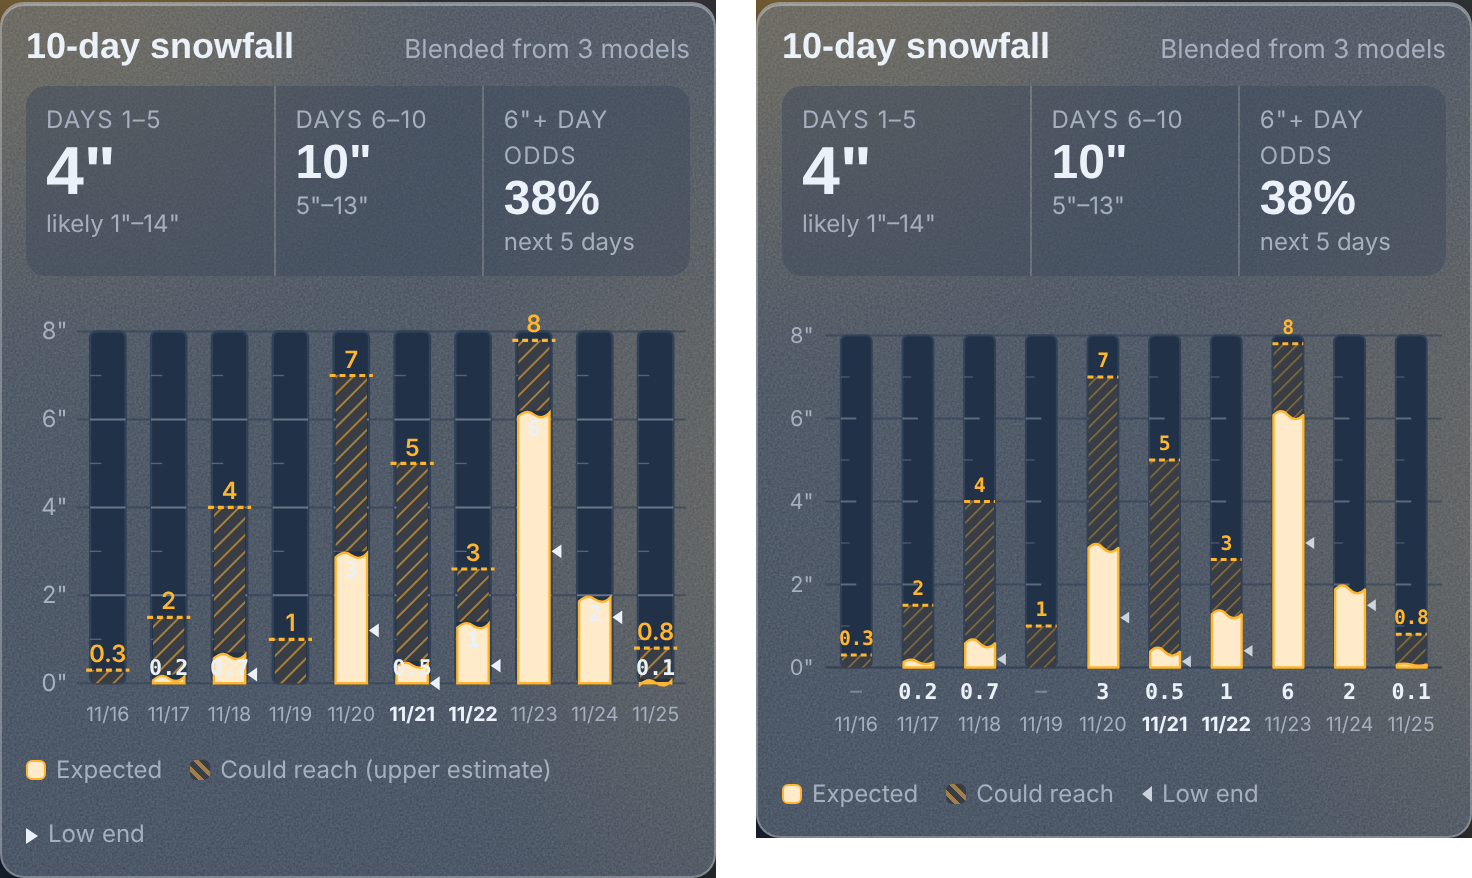 10-day snowfall Blended from 3 models
DAYS 1–5 DAYS 6–10 6"+ DAY ODDS
4" 10" 38%
likely 1"–14" 5"–13" next 5 days
8" 8
7
6" 6
5
4" 4
3 3
2" 2 2
1 1
0.3 0.8
0.2 0.7 0.5 0.1
0"
11/16 11/17 11/18 11/19 11/20 11/21 11/22 11/23 11/24 11/25
Expected Could reach (upper estimate)
Low end
10-day snowfall Blended from 3 models
DAYS 1–5 DAYS 6–10 6"+ DAY ODDS
4" 10" 38%
likely 1"–14" 5"–13" next 5 days
8" 8
7
6"
5
4" 4
3
2" 2
1
0.3 0.8
0"
– 0.2 0.7 – 3 0.5 1 6 2 0.1
11/16 11/17 11/18 11/19 11/20 11/21 11/22 11/23 11/24 11/25
Expected Could reach Low end